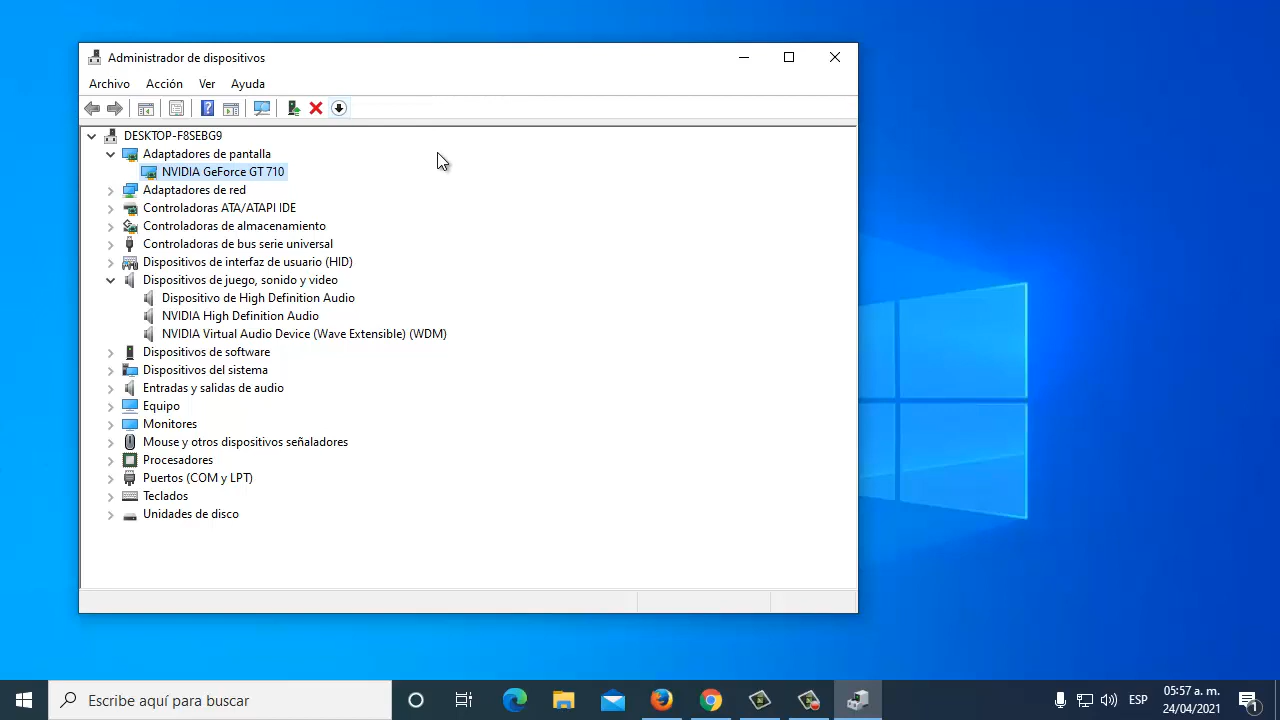 Administrador de dispositivos
Archivo Acción Ver Ayuda
DESKTOP-F8SEBG9
Adaptadores de pantalla
NVIDIA GeForce GT 710
Adaptadores de red
Controladoras ATA/ATAPI IDE
Controladoras de almacenamiento
Controladoras de bus serie universal
Dispositivos de interfaz de usuario (HID)
Dispositivos de juego, sonido y video
Dispositivo de High Definition Audio
NVIDIA High Definition Audio
NVIDIA Virtual Audio Device (Wave Extensible) (WDM)
Dispositivos de software
Dispositivos del sistema
Entradas y salidas de audio
Equipo
Monitores
Mouse y otros dispositivos señaladores
Procesadores
Puertos (COM y LPT)
Teclados
Unidades de disco
Escribe aquí para buscar
ESP
05:57 a. m.
24/04/2021
1